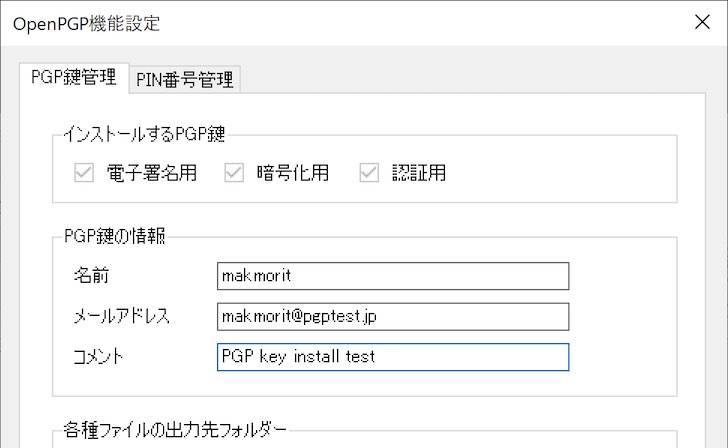 OpenPGP機能設定
PGP鍵管理 PIN番号管理
インストールするPGP鍵
電子署名用 暗号化用 認証用
PGP鍵の情報
名前 makmorit
メールアドレス makmorit@pgptest.jp
コメント PGP key install test
各種ファイルの出力先フォルダー